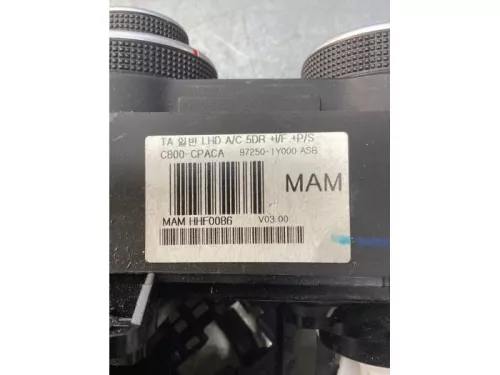 TA 일반 LHD A/C 5DR +I/F +P/S
C800-CPACA 97250-1Y000 ASB
MAM
MAM HHF0086 V03.00